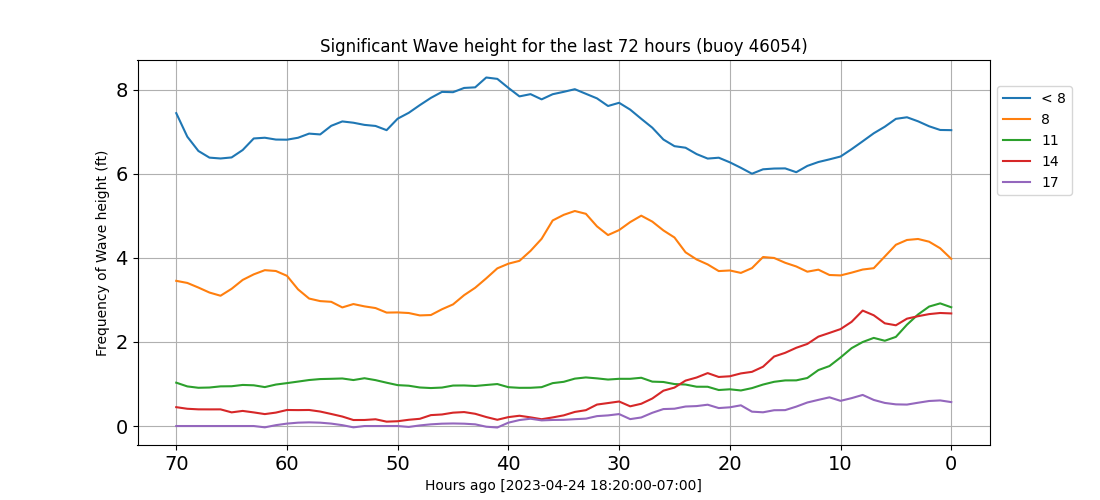 Significant Wave height for the last 72 hours (buoy 46054)
Frequency of Wave height (ft)
8
6
4
2
0
70 60 50 40 30 20 10 0
Hours ago [2023-04-24 18:20:00-07:00]
< 8
8
11
14
17